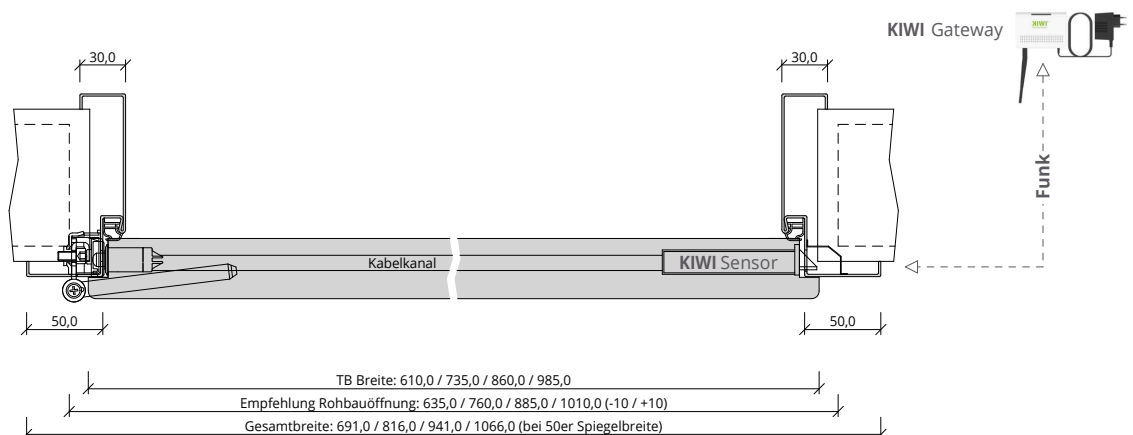 KIWI Gateway
KIWI
30,0
30,0
Funk
Kabelkanal
KIWI Sensor
50,0
50,0
TB Breite: 610,0 / 735,0 / 860,0 / 985,0
Empfehlung Rohbauöffnung: 635,0 / 760,0 / 885,0 / 1010,0 (-10 / +10)
Gesamtbreite: 691,0 / 816,0 / 941,0 / 1066,0 (bei 50er Spiegelbreite)